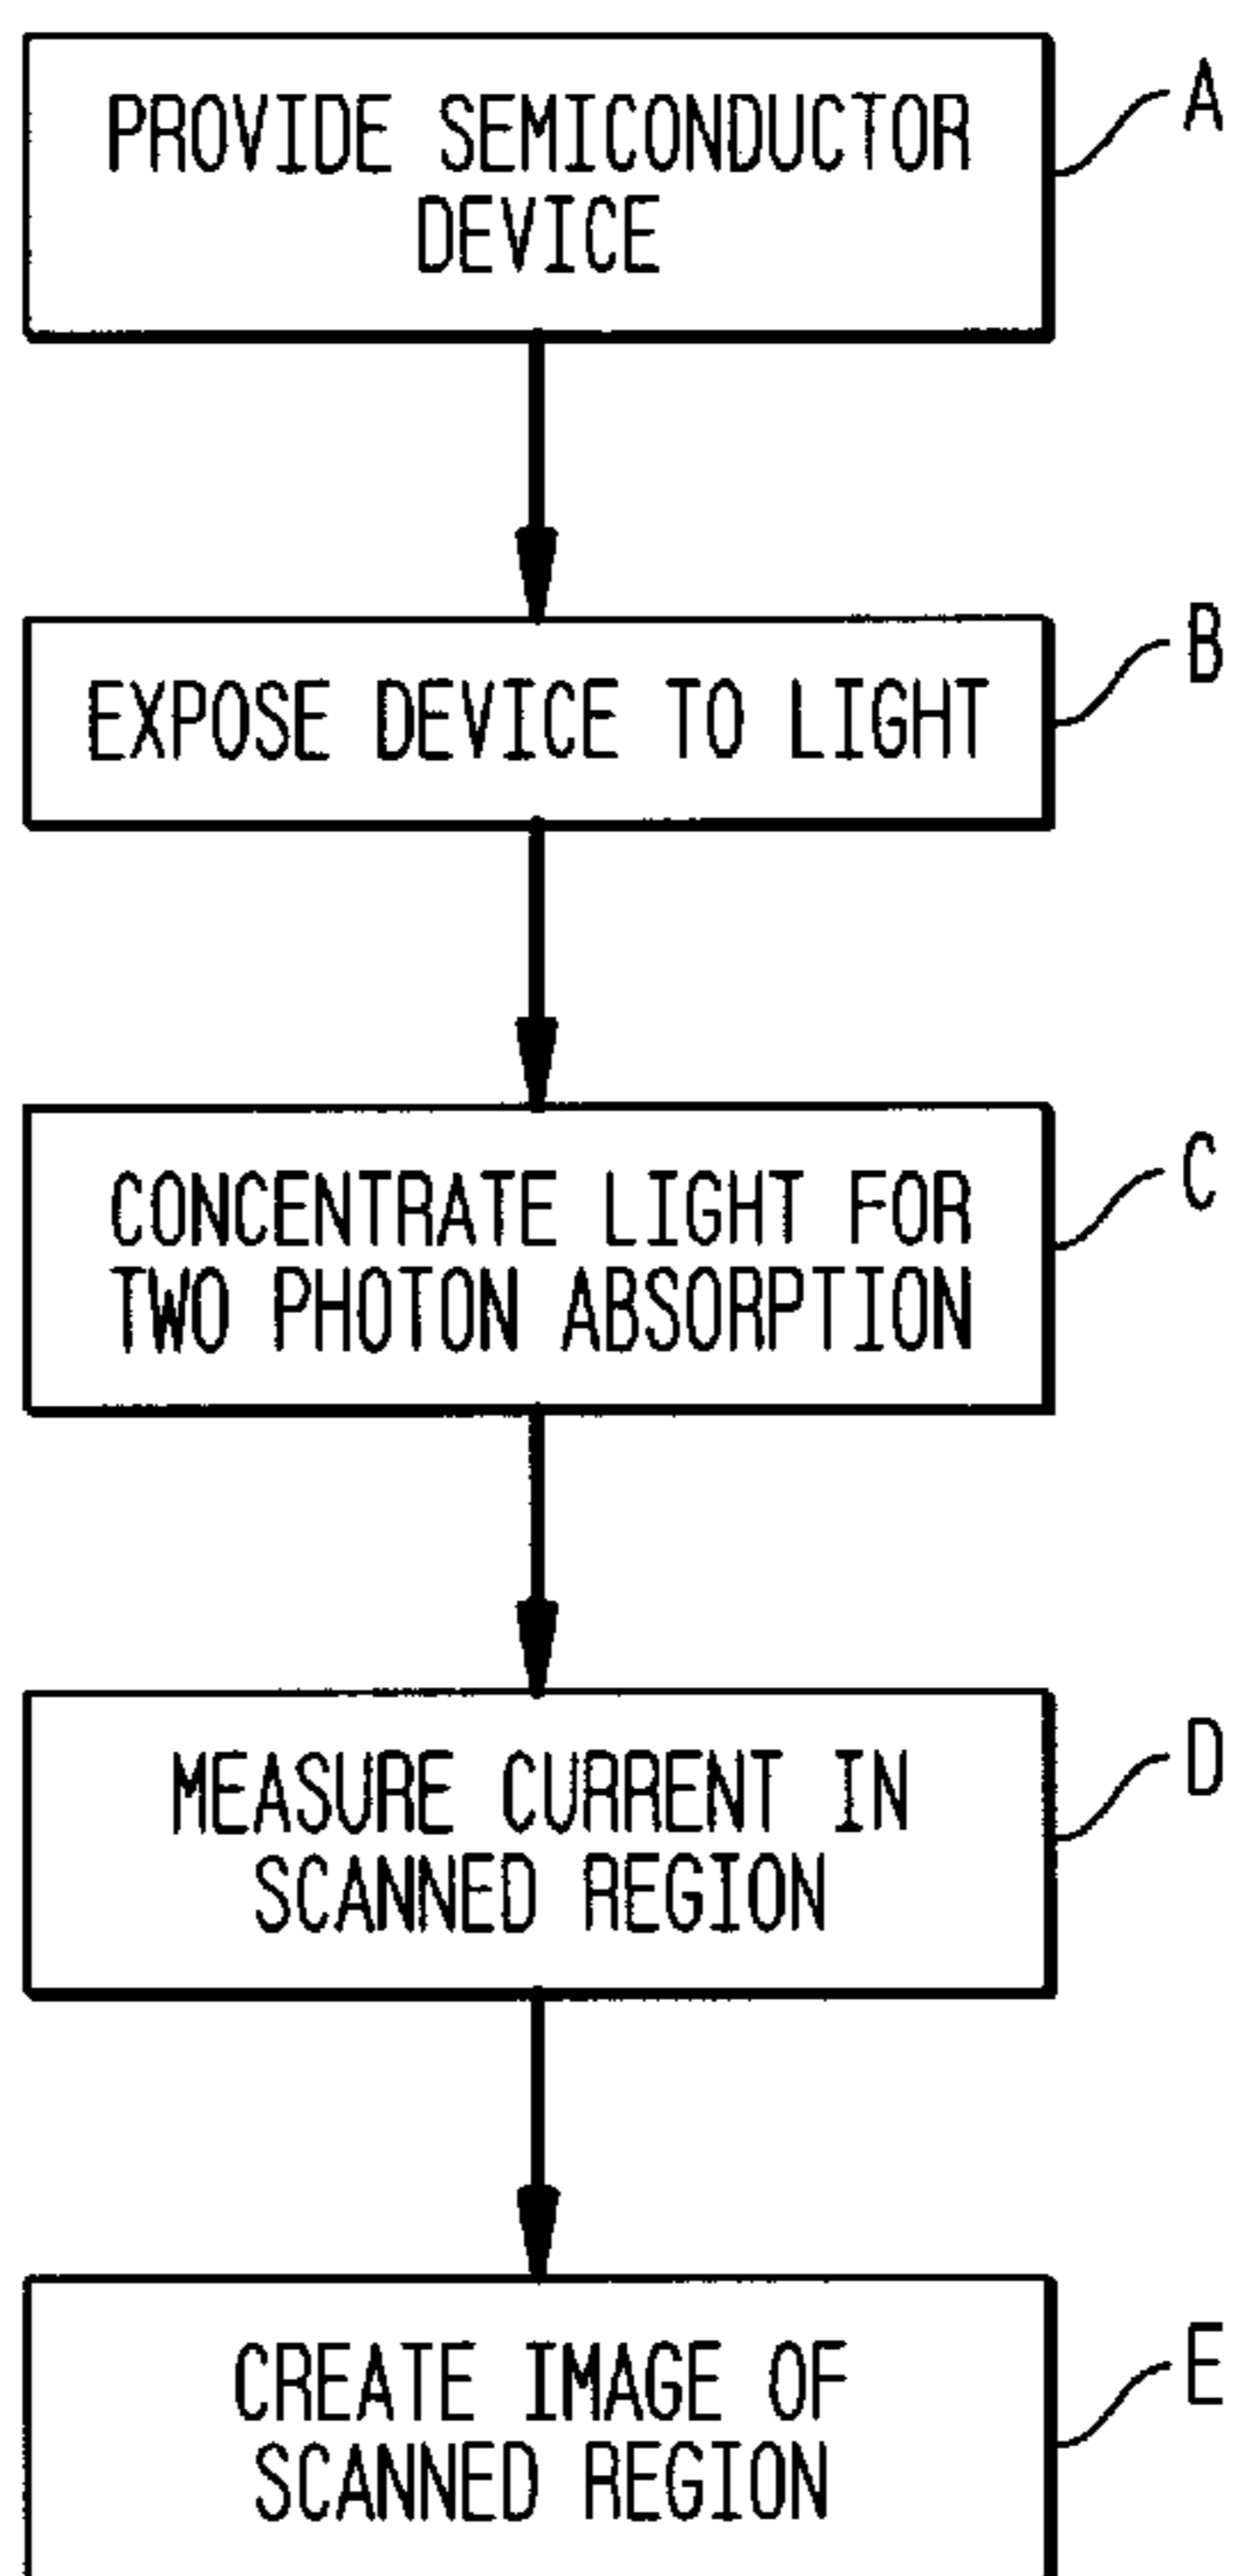 PROVIDE SEMICONDUCTOR
DEVICE
A
EXPOSE DEVICE TO LIGHT
B
CONCENTRATE LIGHT FOR
TWO PHOTON ABSORPTION
C
MEASURE CURRENT IN
SCANNED REGION
D
CREATE IMAGE OF
SCANNED REGION
E